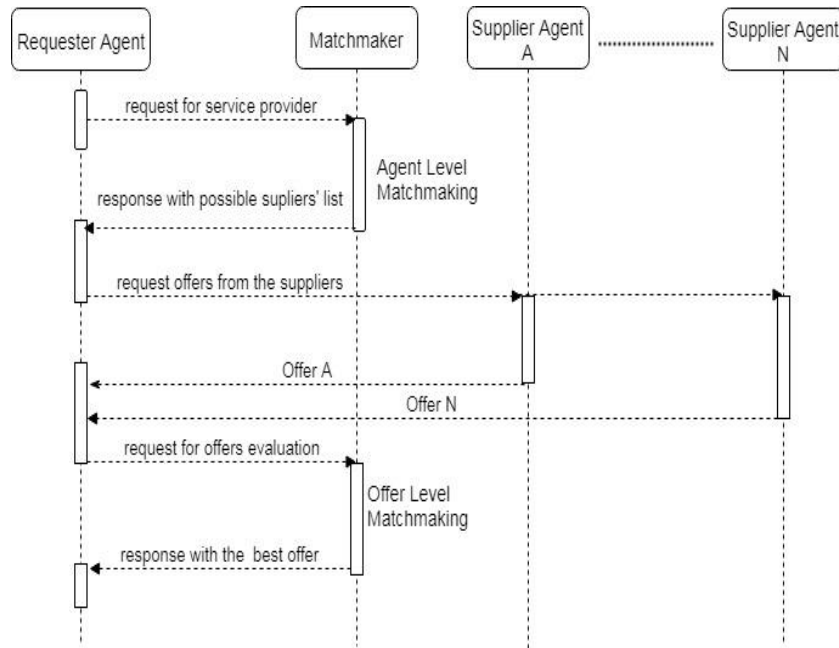 Requester Agent
Matchmaker
Supplier Agent
A
Supplier Agent
N
request for service provider
Agent Level
Matchmaking
response with possible supliers' list
request offers from the suppliers
Offer A
Offer N
request for offers evaluation
Offer Level
Matchmaking
response with the best offer